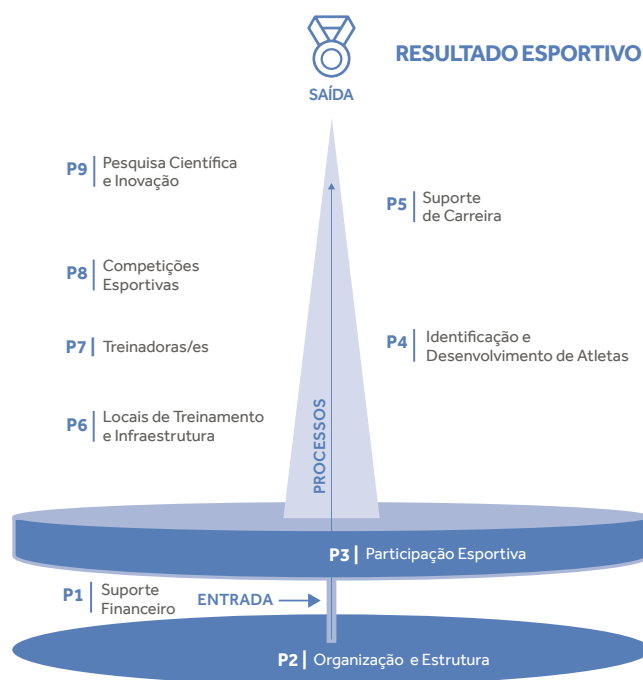 RESULTADO ESPORTIVO
SAÍDA
P9 | Pesquisa Científica
e Inovação
P5 | Suporte
de Carreira
P8 | Competições
Esportivas
P7 | Treinadoras/es
P4 | Identificação e
Desenvolvimento de Atletas
P6 | Locais de Treinamento
e Infraestrutura
PROCESSOS
P3 | Participação Esportiva
P1 | Suporte
Financeiro
ENTRADA
P2 | Organização e Estrutura